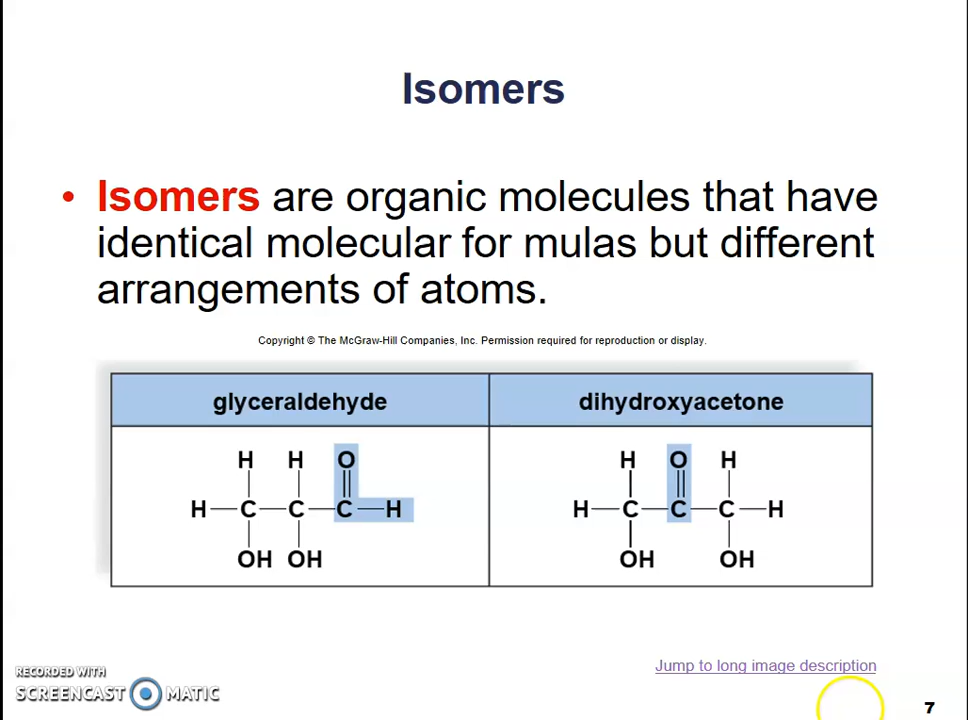 Isomers
• Isomers are organic molecules that have
identical molecular for mulas but different
arrangements of atoms.
Copyright © The McGraw-Hill Companies, Inc. Permission required for reproduction or display.
glyceraldehyde
H H O
H C C C H
OH OH
dihydroxyacetone
H O H
H C C C H
OH OH
Jump to long image description
RECORDED WITH
SCREENCAST MATIC
7